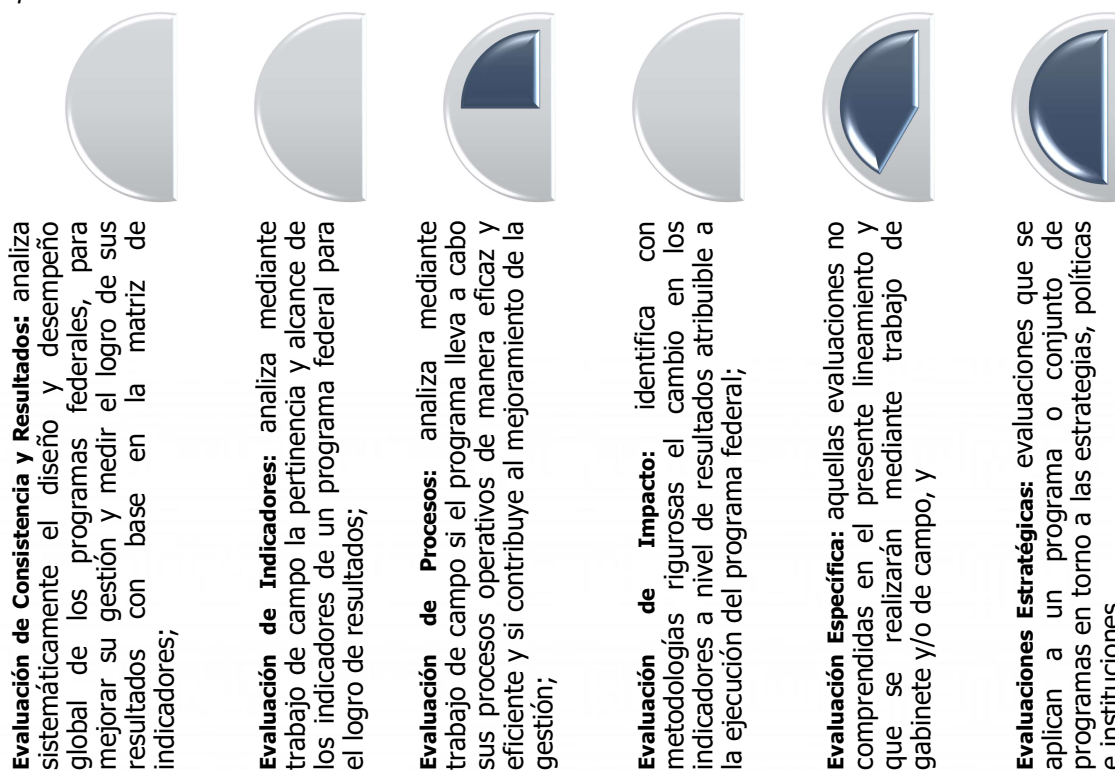 Evaluación de Consistencia y Resultados: analiza
sistemáticamente el diseño y desempeño
global de los programas federales, para
mejorar su gestión y medir el logro de sus
resultados con base en la matriz de
indicadores;
Evaluación de Indicadores: analiza mediante
trabajo de campo la pertinencia y alcance de
los indicadores de un programa federal para
el logro de resultados;
Evaluación de Procesos: analiza mediante
trabajo de campo si el programa lleva a cabo
sus procesos operativos de manera eficaz y
eficiente y si contribuye al mejoramiento de la
gestión;
Evaluación de Impacto: identifica con
metodologías rigurosas el cambio en los
indicadores a nivel de resultados atribuible a
la ejecución del programa federal;
Evaluación Específica: aquellas evaluaciones no
comprendidas en el presente lineamiento y
que se realizarán mediante trabajo de
gabinete y/o de campo, y
Evaluaciones Estratégicas: evaluaciones que se
aplican a un programa o conjunto de
programas en torno a las estrategias, políticas
e instituciones